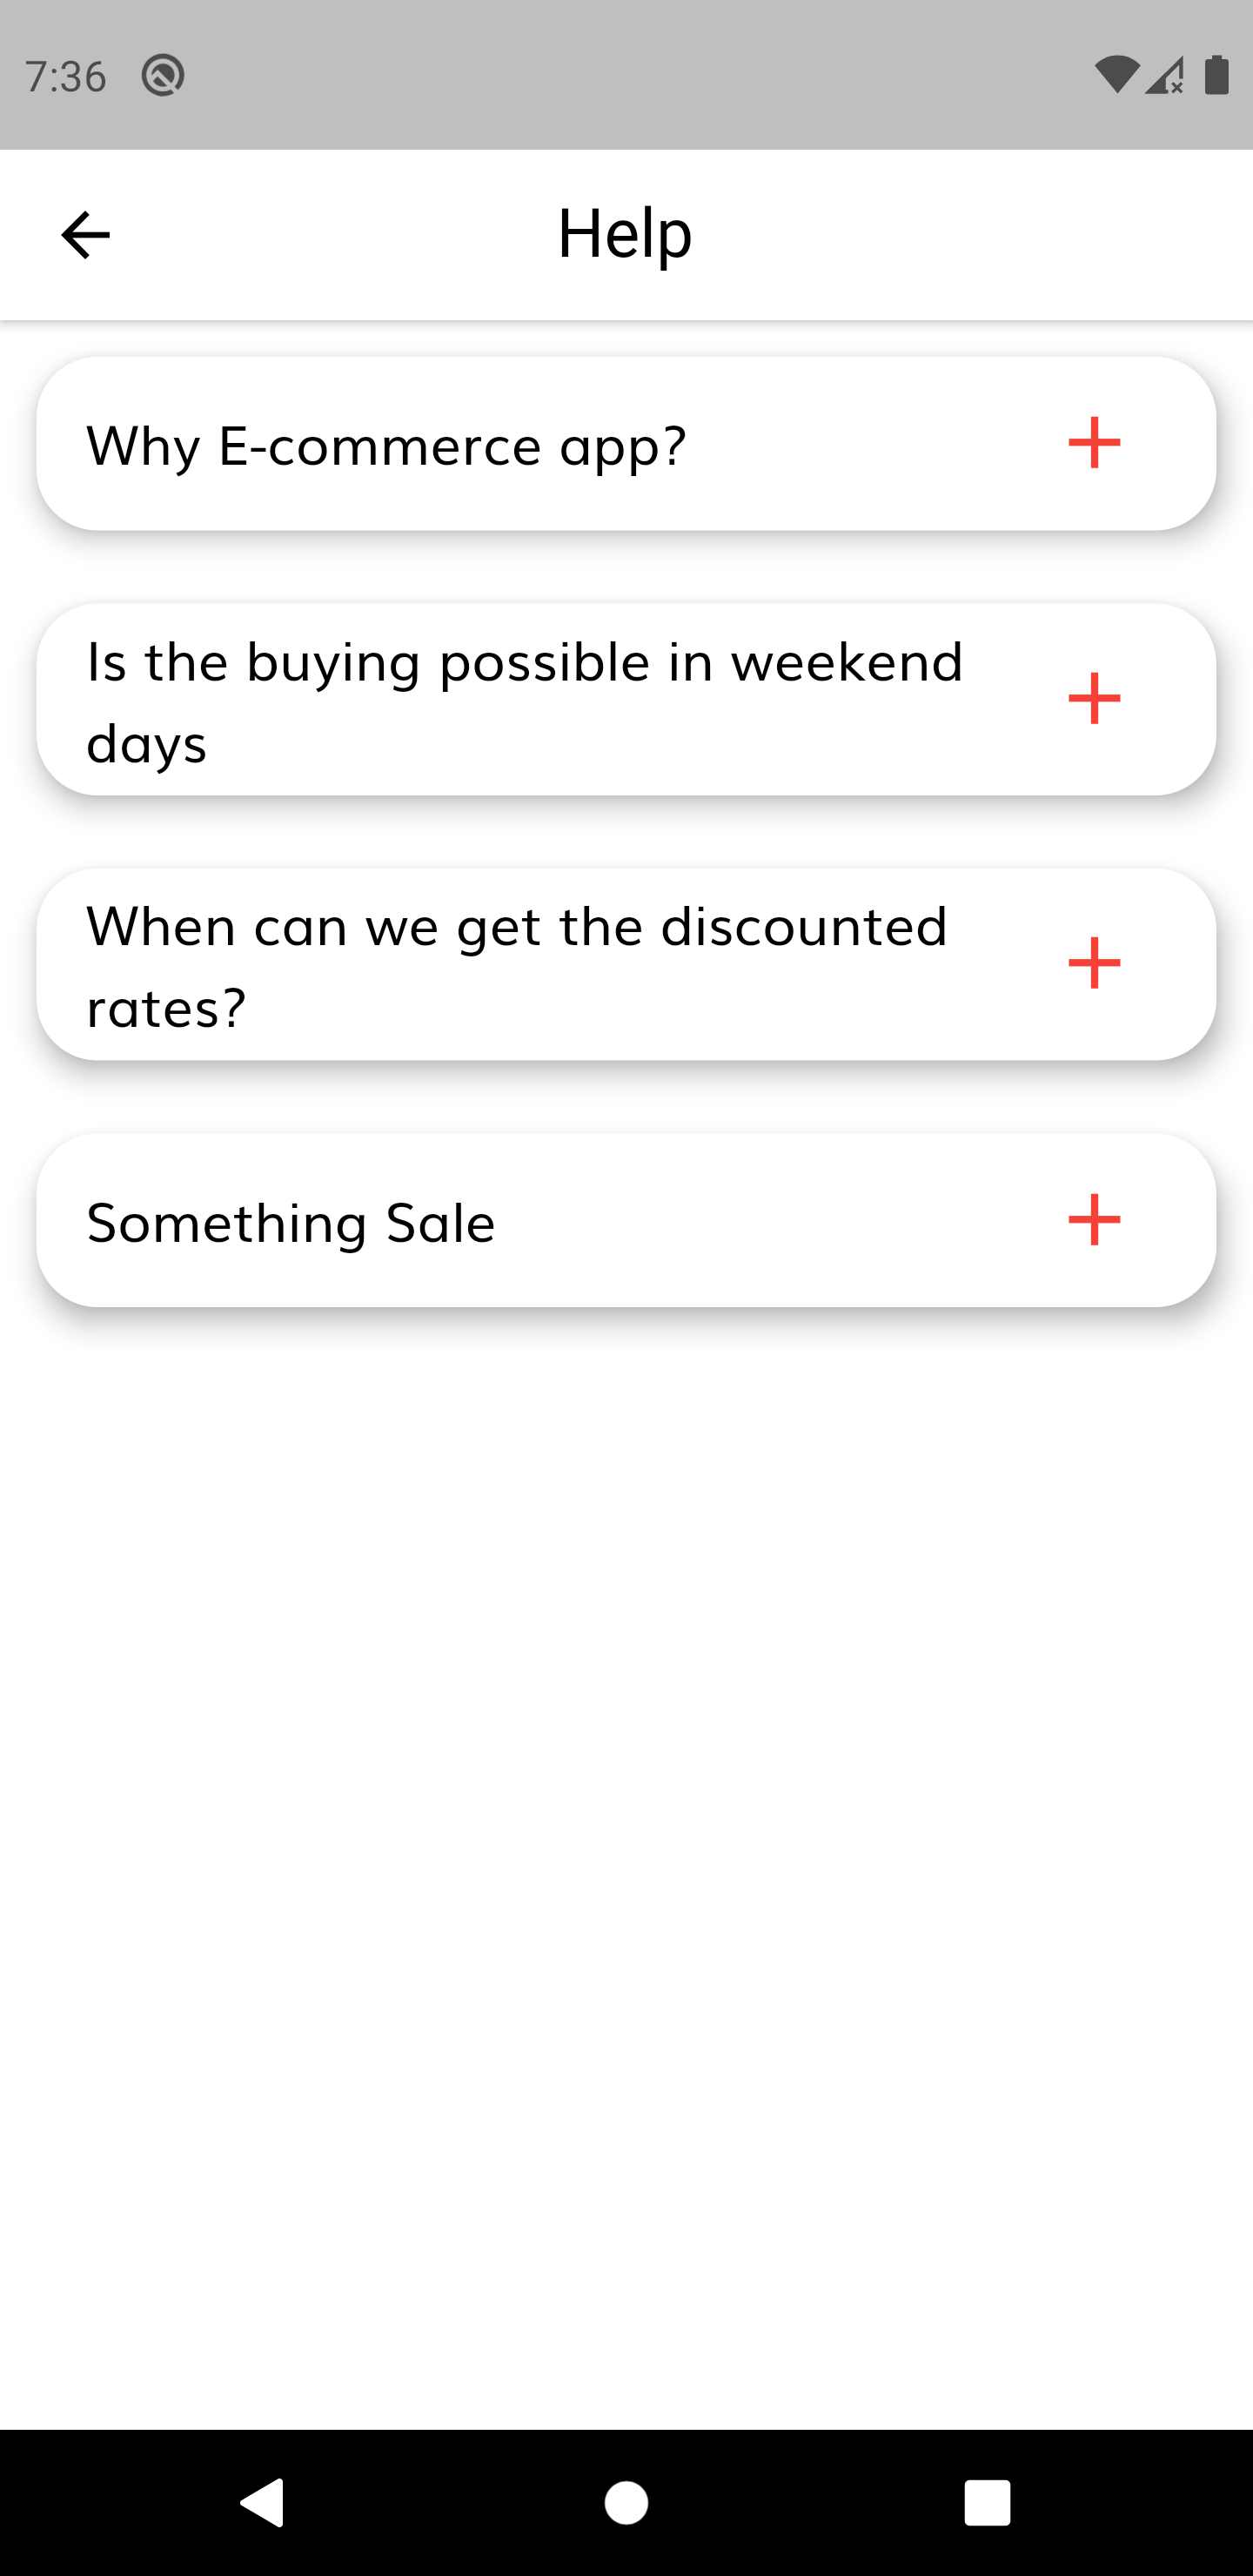 7:36
Help
Why E-commerce app?
Is the buying possible in weekend
days
When can we get the discounted
rates?
Something Sale